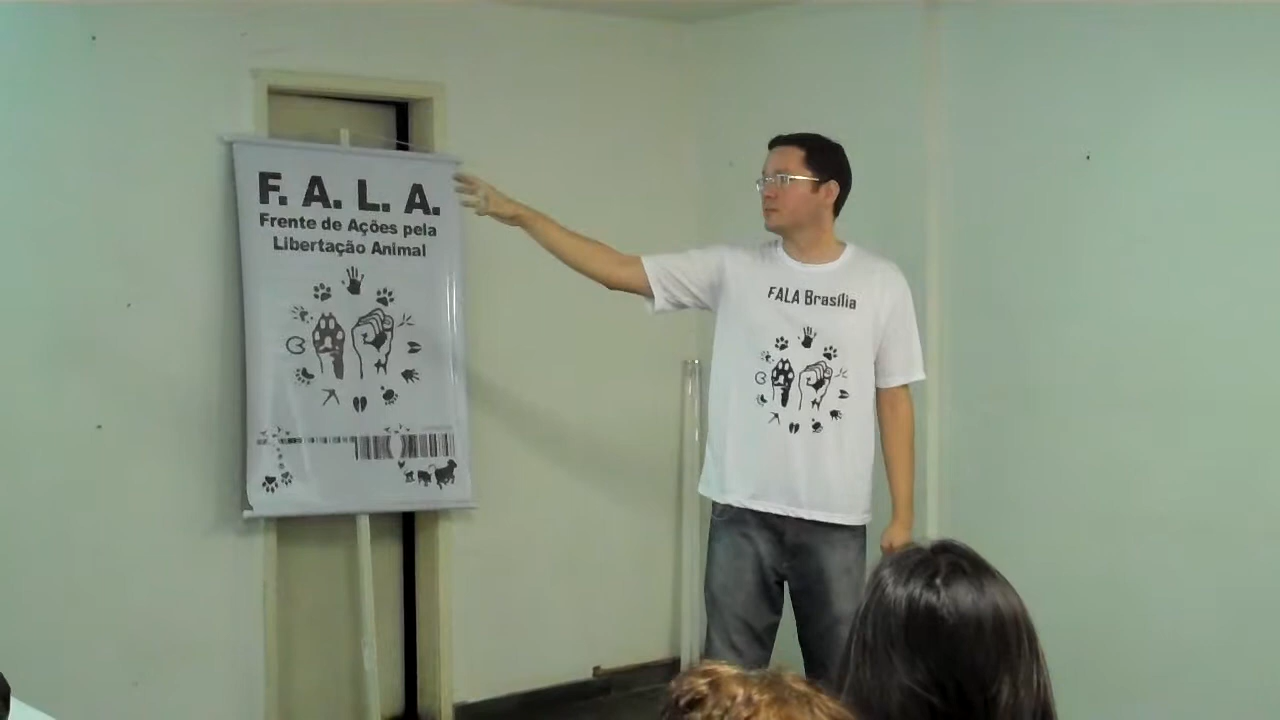 F. A. L. A.
Frente de Ações pela
Libertação Animal
FALA Brasília